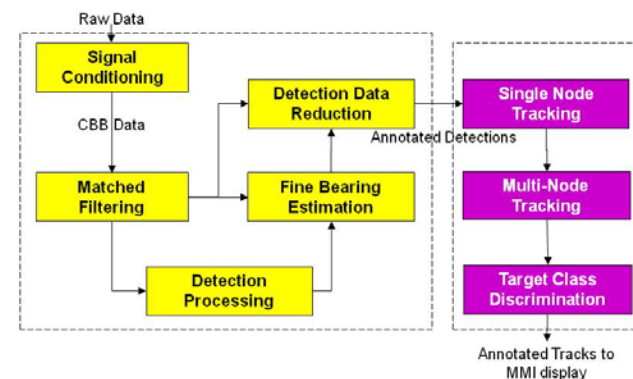 Raw Data
Signal
Conditioning
CBB Data
Matched
Filtering
Detection
Processing
Detection Data
Reduction
Fine Bearing
Estimation
Annotated Detections
Single Node
Tracking
Multi-Node
Tracking
Target Class
Discrimination
Annotated Tracks to
MMI display